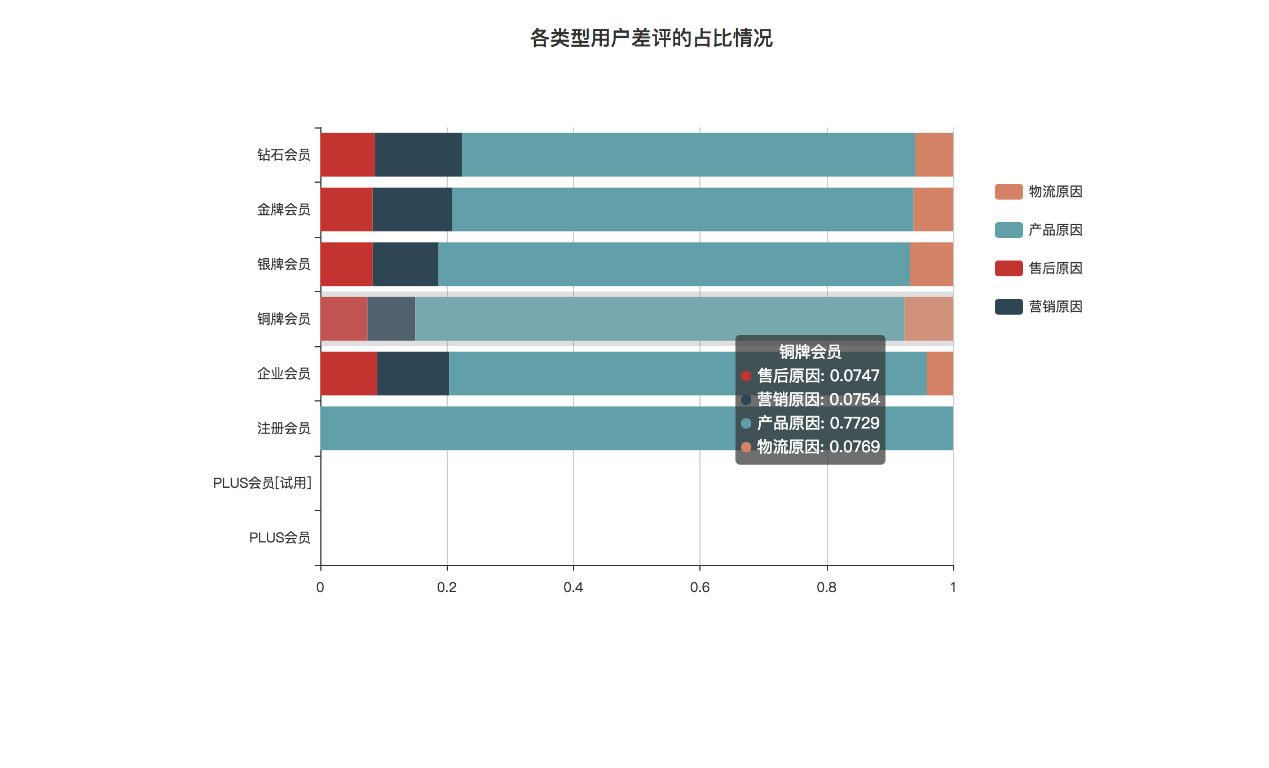 各类型用户差评的占比情况
钻石会员
金牌会员
银牌会员
铜牌会员
企业会员
注册会员
PLUS会员[试用]
PLUS会员
0
0.2
0.4
0.6
0.8
1
物流原因
产品原因
售后原因
营销原因
铜牌会员
售后原因: 0.0747
营销原因: 0.0754
产品原因: 0.7729
物流原因: 0.0769